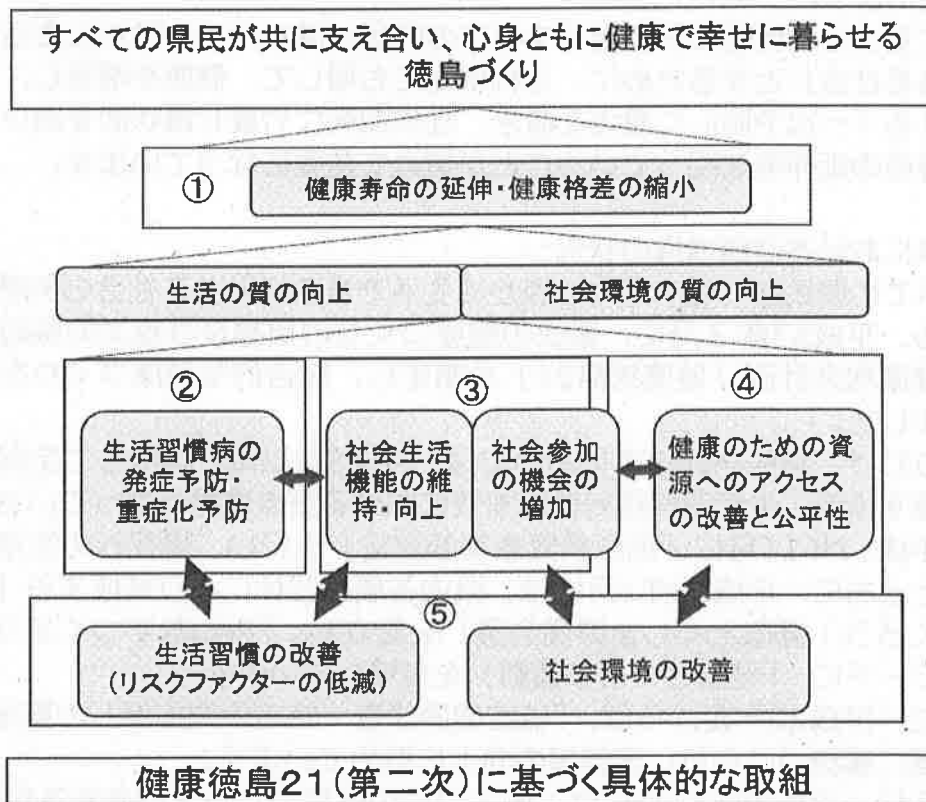 すべての県民が共に支え合い、心身ともに健康で幸せに暮らせる
徳島づくり
① 健康寿命の延伸・健康格差の縮小
生活の質の向上 社会環境の質の向上
② ③ ④
生活習慣病の
発症予防・
重症化予防
社会生活
機能の維
持・向上
社会参加
の機会の
増加
健康のための資
源へのアクセス
の改善と公平性
⑤
生活習慣の改善
(リスクファクターの低減)
社会環境の改善
健康徳島21(第二次)に基づく具体的な取組